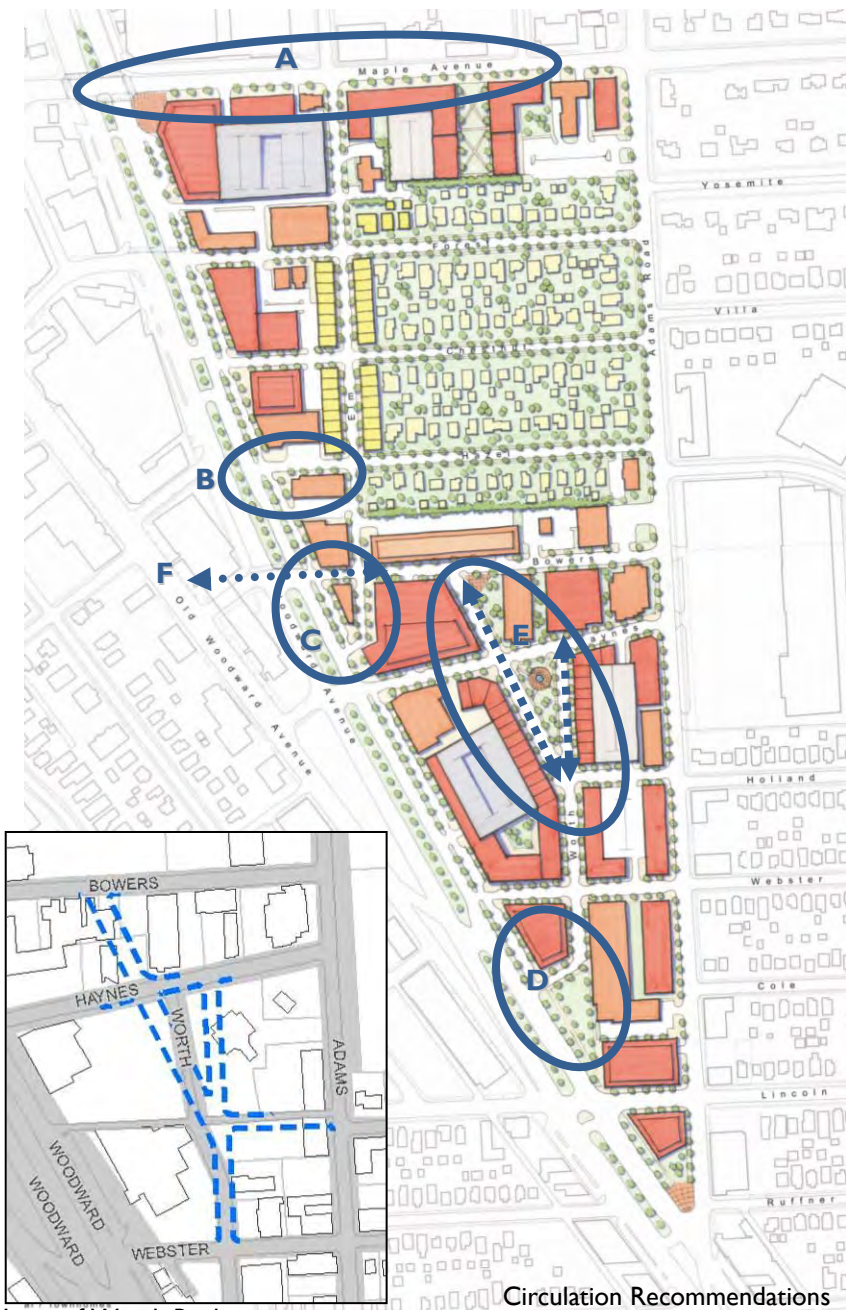 A
Maple Avenue
Yosemite
Forest
Adams Road
Villa
Chestnut
Elm
Hazel
B
F
Bowers
C
E
Haynes
Old Woodward Avenue
Woodward Avenue
Holland
Worth
Webster
D
Cole
Lincoln
Ruffner
BOWERS
HAYNES
WORTH
ADAMS
WOODWARD
WOODWARD
WEBSTER
Circulation Recommendations